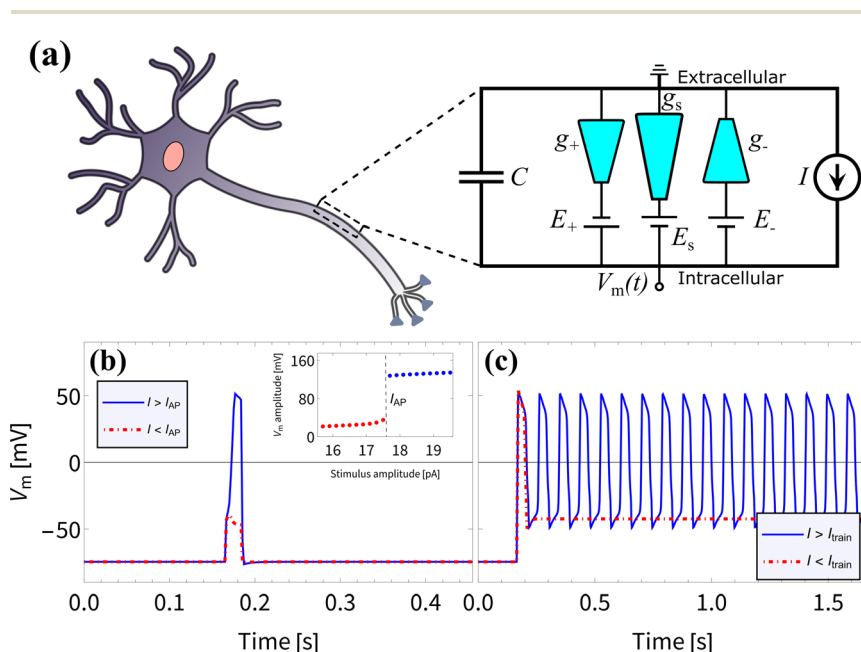 (a)
Extracellular
g+
gs
g-
C
I
E+
Es
E-
Vm(t)
Intracellular
(b)
I > IAP
I < IAP
Vm amplitude [mV]
160
80
0
IAP
16
17
18
19
Stimulus amplitude [pA]
(c)
I > Itrain
I < Itrain
Vm [mV]
50
0
−50
0.0
0.1
0.2
0.3
0.4
0.0
0.5
1.0
1.5
Time [s]
Time [s]